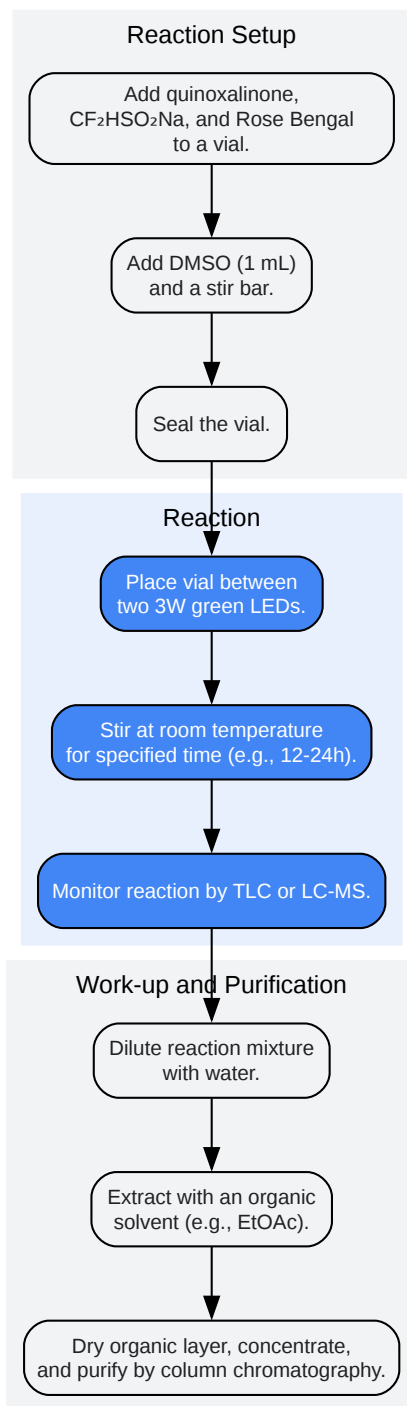 Reaction Setup
Add quinoxalinone,
CF₂HSO₂Na, and Rose Bengal
to a vial.
Add DMSO (1 mL)
and a stir bar.
Seal the vial.
Reaction
Place vial between
two 3W green LEDs.
Stir at room temperature
for specified time (e.g., 12-24h).
Monitor reaction by TLC or LC-MS.
Work-up and Purification
Dilute reaction mixture
with water.
Extract with an organic
solvent (e.g., EtOAc).
Dry organic layer, concentrate,
and purify by column chromatography.